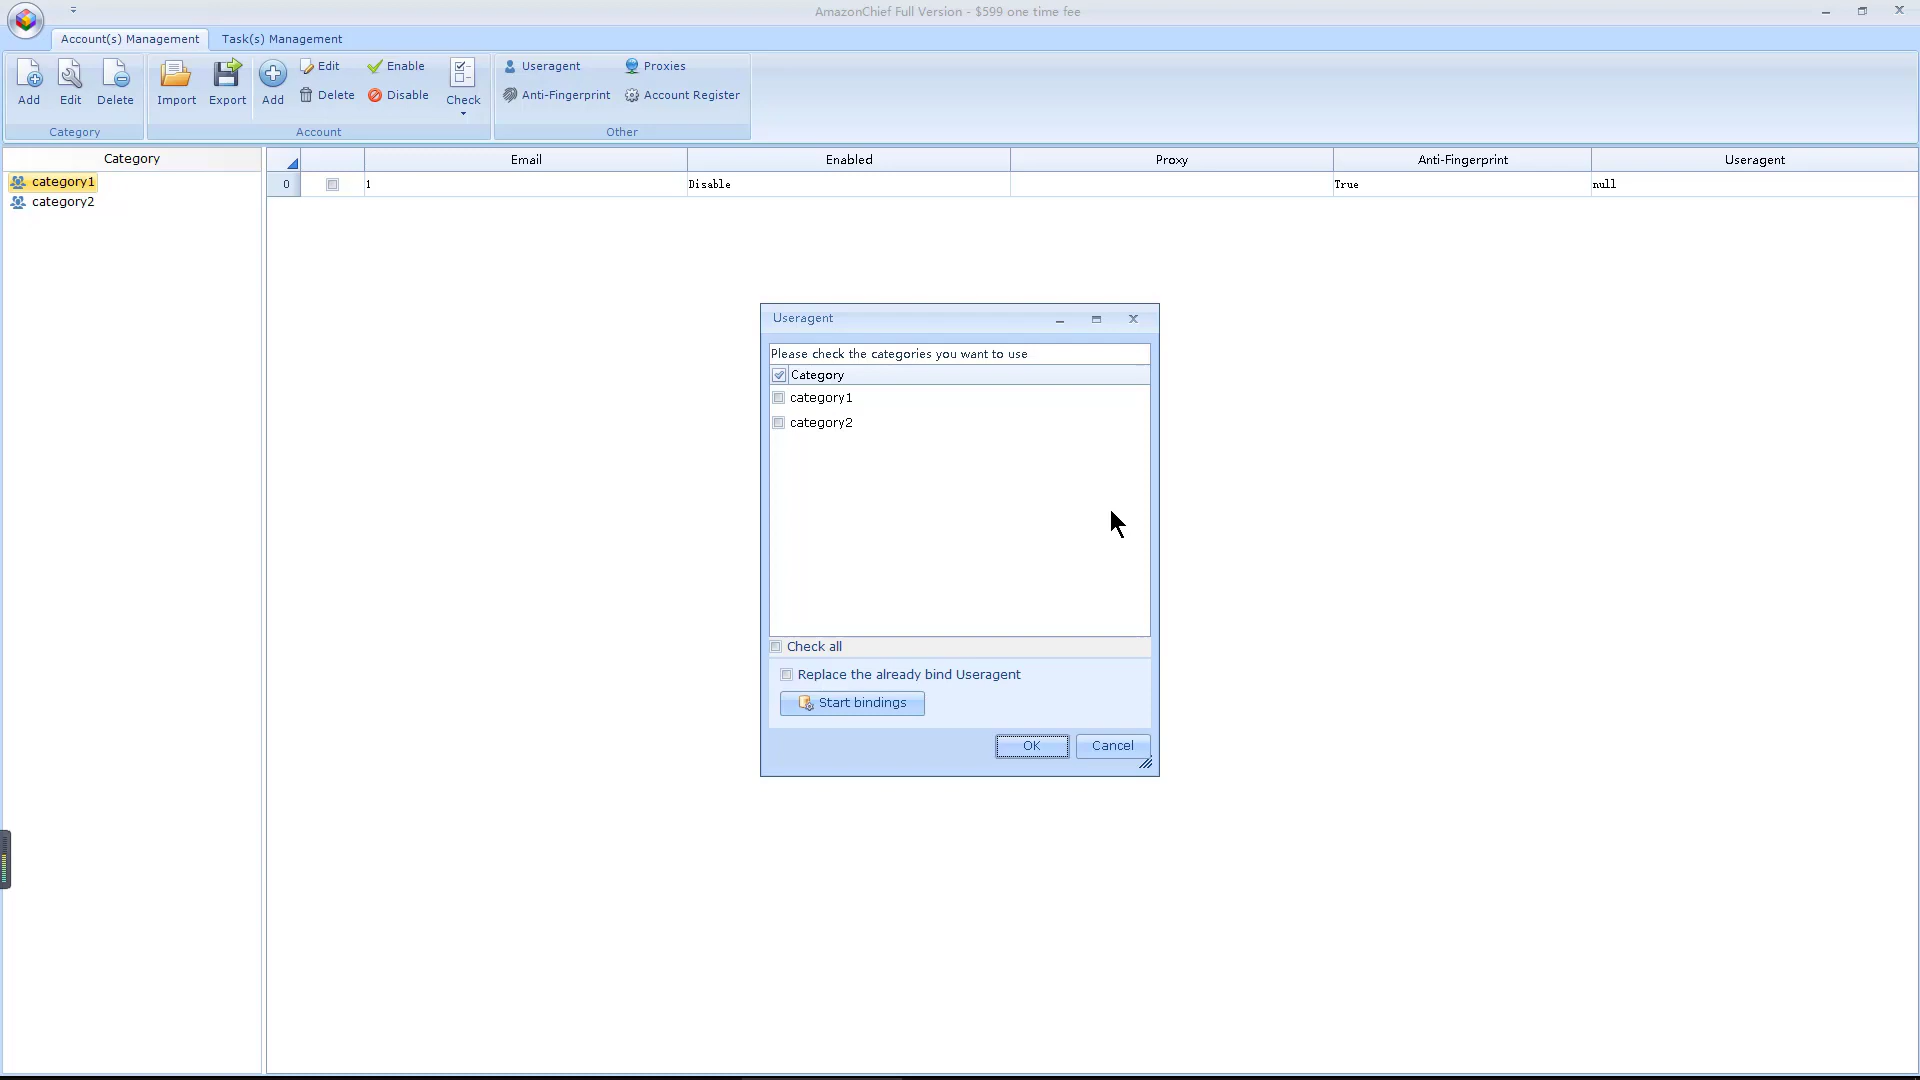 AmazonChief Full Version - $599 one time fee
Account(s) Management Task(s) Management
Add Edit Delete Import Export Add Edit Delete Enable Disable Check Useragent Anti-Fingerprint Proxies Account Register
Category Account Other
Category
category1
category2
Email Enabled Proxy Anti-Fingerprint Useragent
0 1 Disable True null
Useragent
Please check the categories you want to use
Category
category1
category2
Check all
Replace the already bind Useragent
Start bindings
OK Cancel